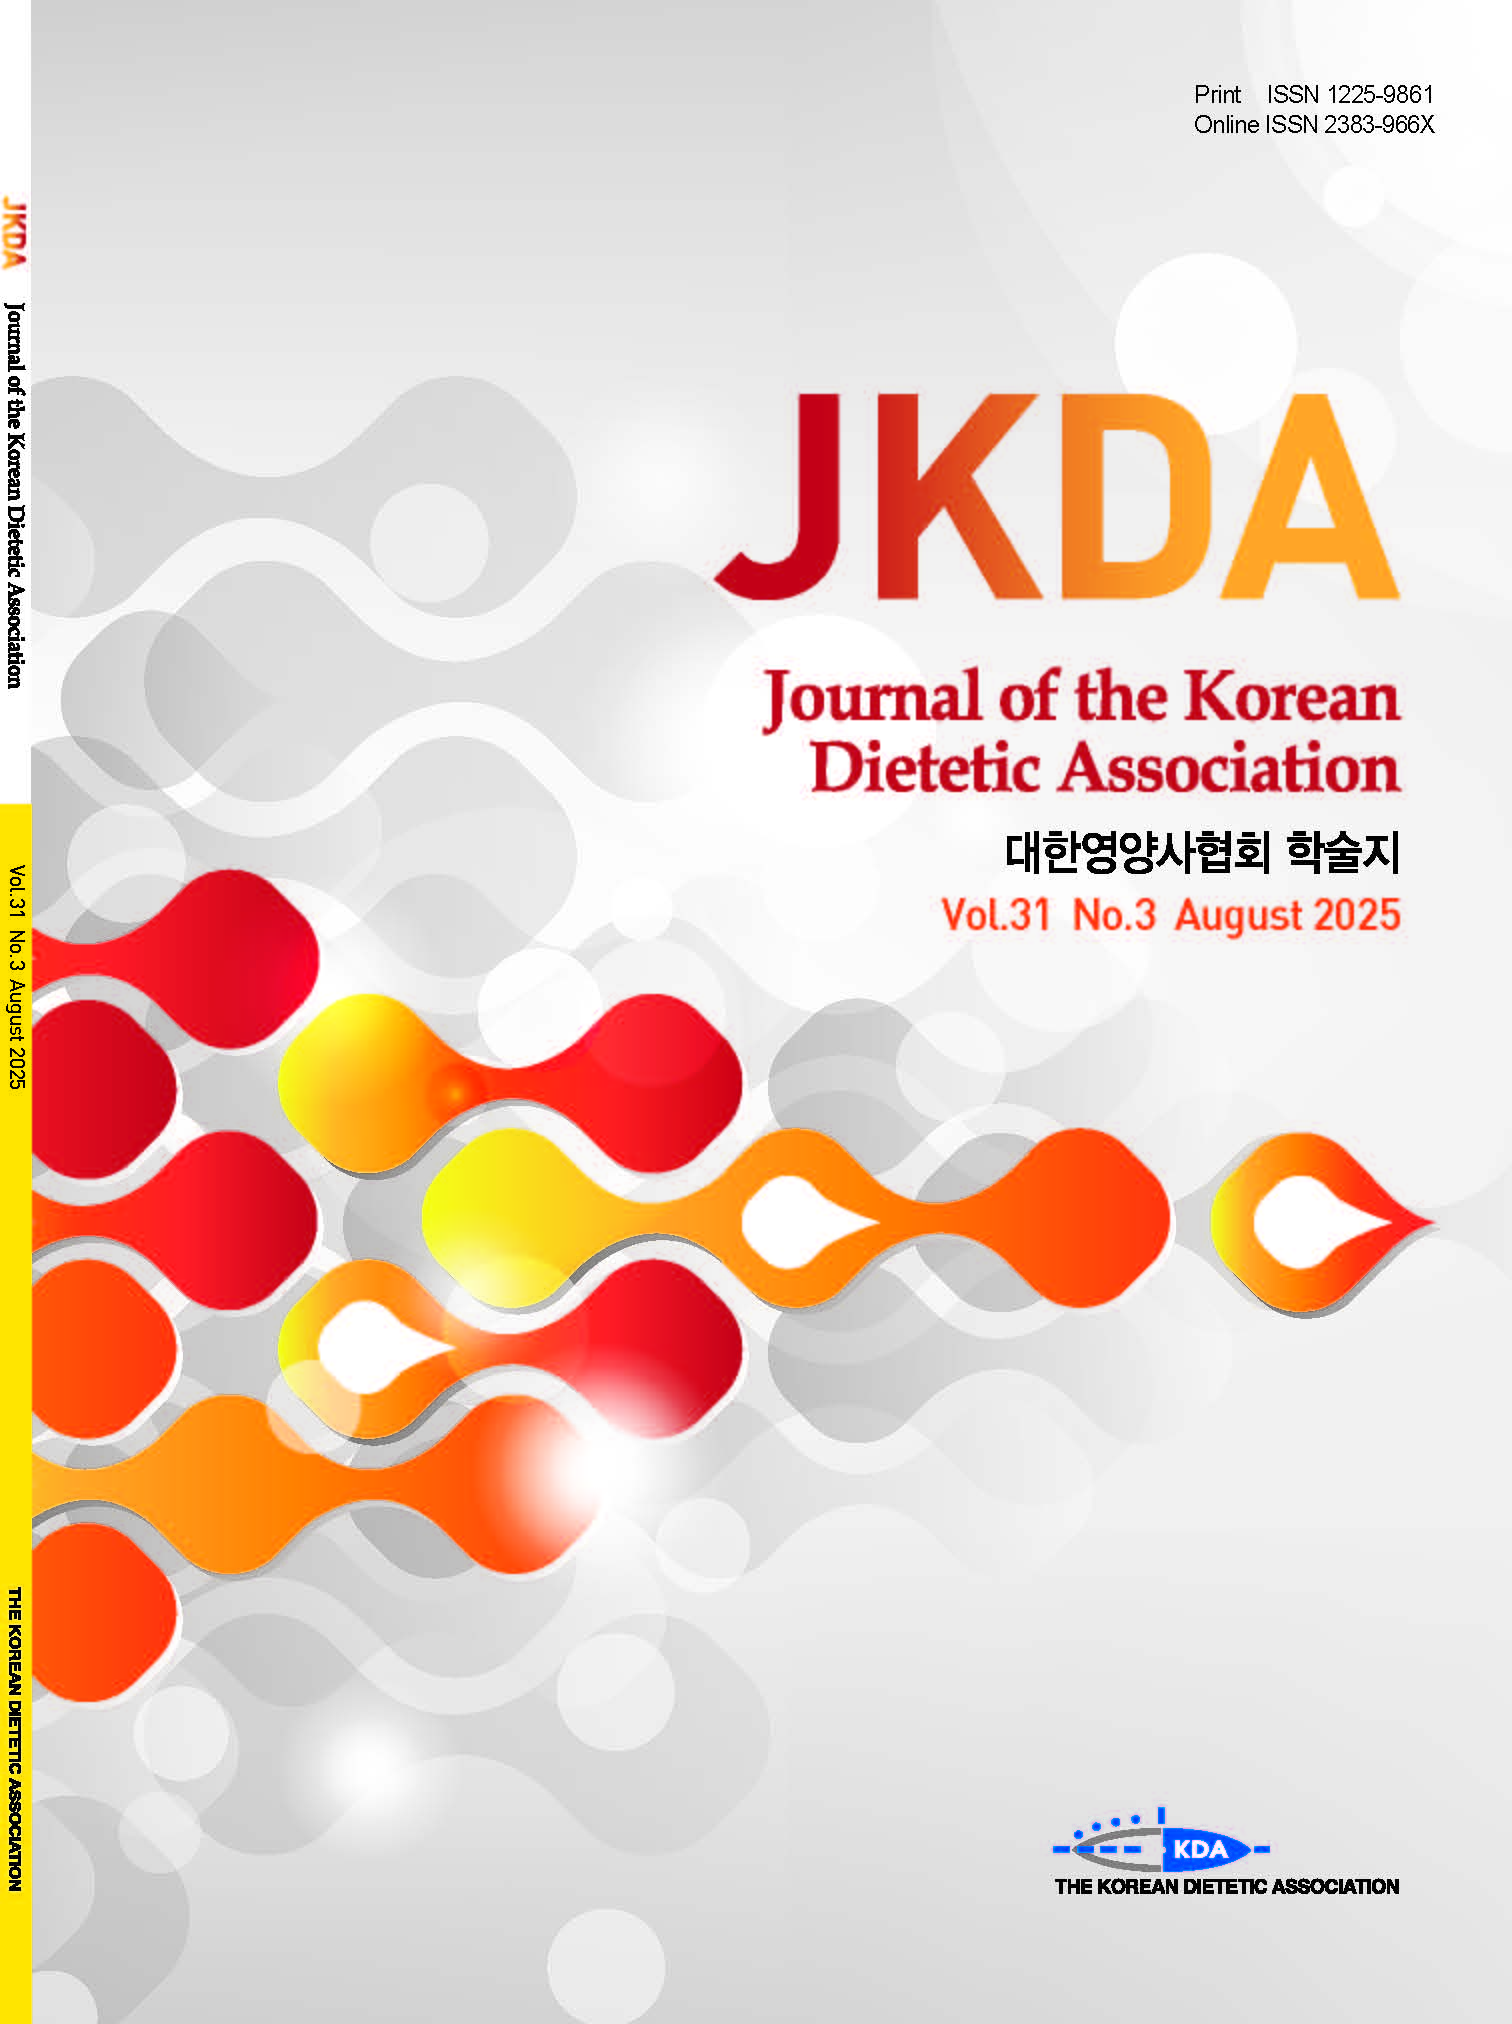 Print ISSN 1225-9861
Online ISSN 2383-966X
JKDA
Journal of the Korean
Dietetic Association
대한영양사협회 학술지
Vol.31 No.3 August 2025
KDA
THE KOREAN DIETETIC ASSOCIATION
JKDA
Journal of the Korean Dietetic Association
Vol.31 No.3 August 2025
THE KOREAN DIETETIC ASSOCIATION